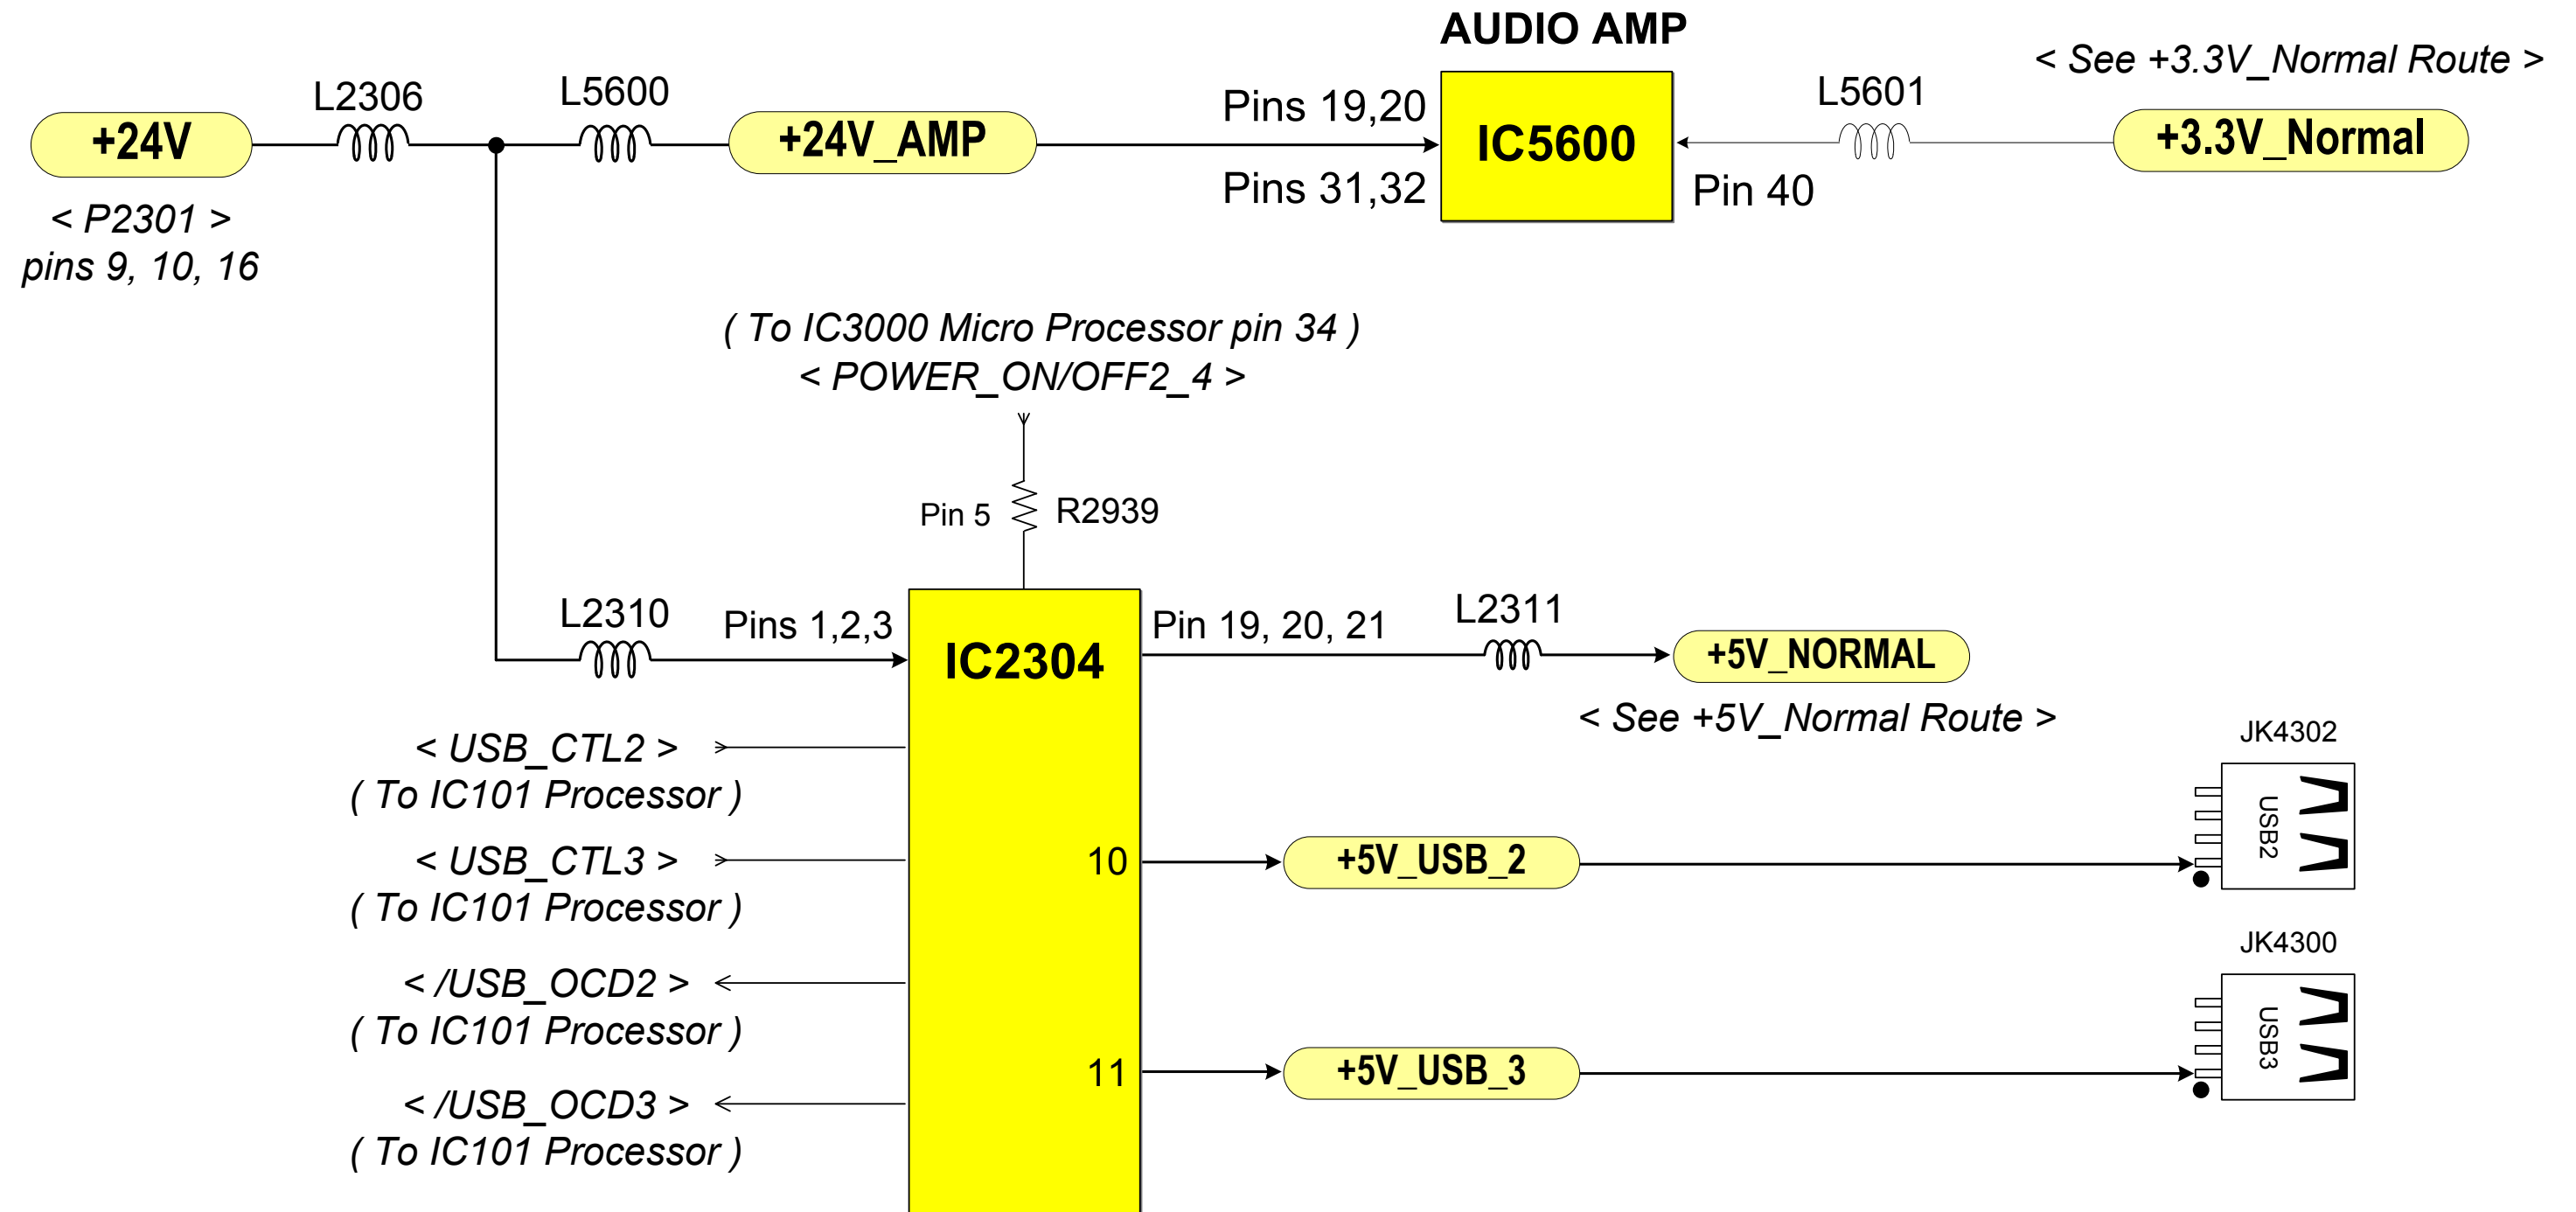 AUDIO AMP
< See +3.3V_Normal Route >
L2306
L5600
L5601
+24V
+24V_AMP
Pins 19,20
IC5600
+3.3V_Normal
Pins 31,32
Pin 40
< P2301 >
pins 9, 10, 16
( To IC3000 Micro Processor pin 34 )
< POWER_ON/OFF2_4 >
Pin 5
R2939
L2310
Pins 1,2,3
IC2304
Pin 19, 20, 21
L2311
+5V_NORMAL
< See +5V_Normal Route >
< USB_CTL2 >
( To IC101 Processor )
JK4302
USB2
< USB_CTL3 >
( To IC101 Processor )
10
+5V_USB_2
JK4300
USB3
< /USB_OCD2 >
( To IC101 Processor )
11
+5V_USB_3
< /USB_OCD3 >
( To IC101 Processor )